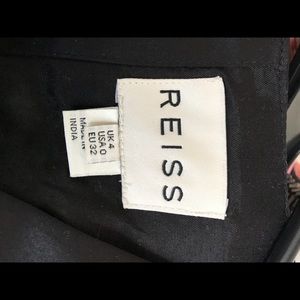 REISS
UK 4
USA 0
EU 32
MADE IN
INDIA